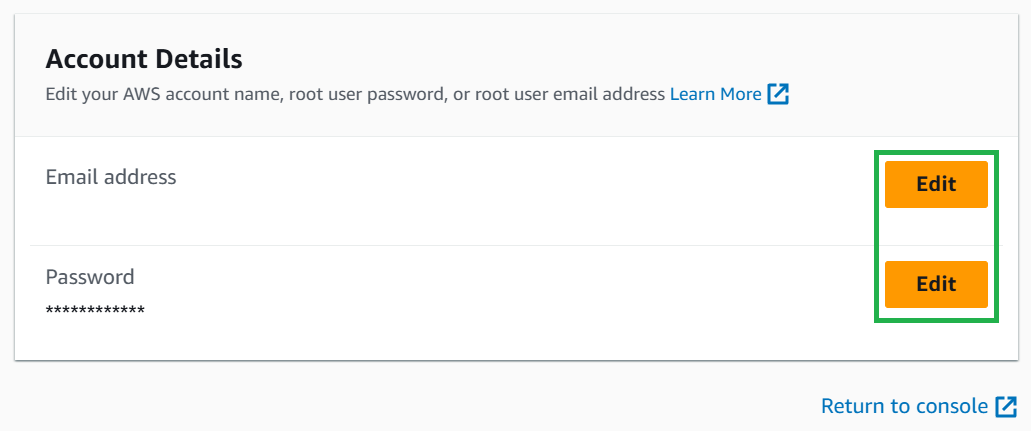 Account Details
Edit your AWS account name, root user password, or root user email address Learn More
Email address
Edit
Password
Edit
************
Return to console